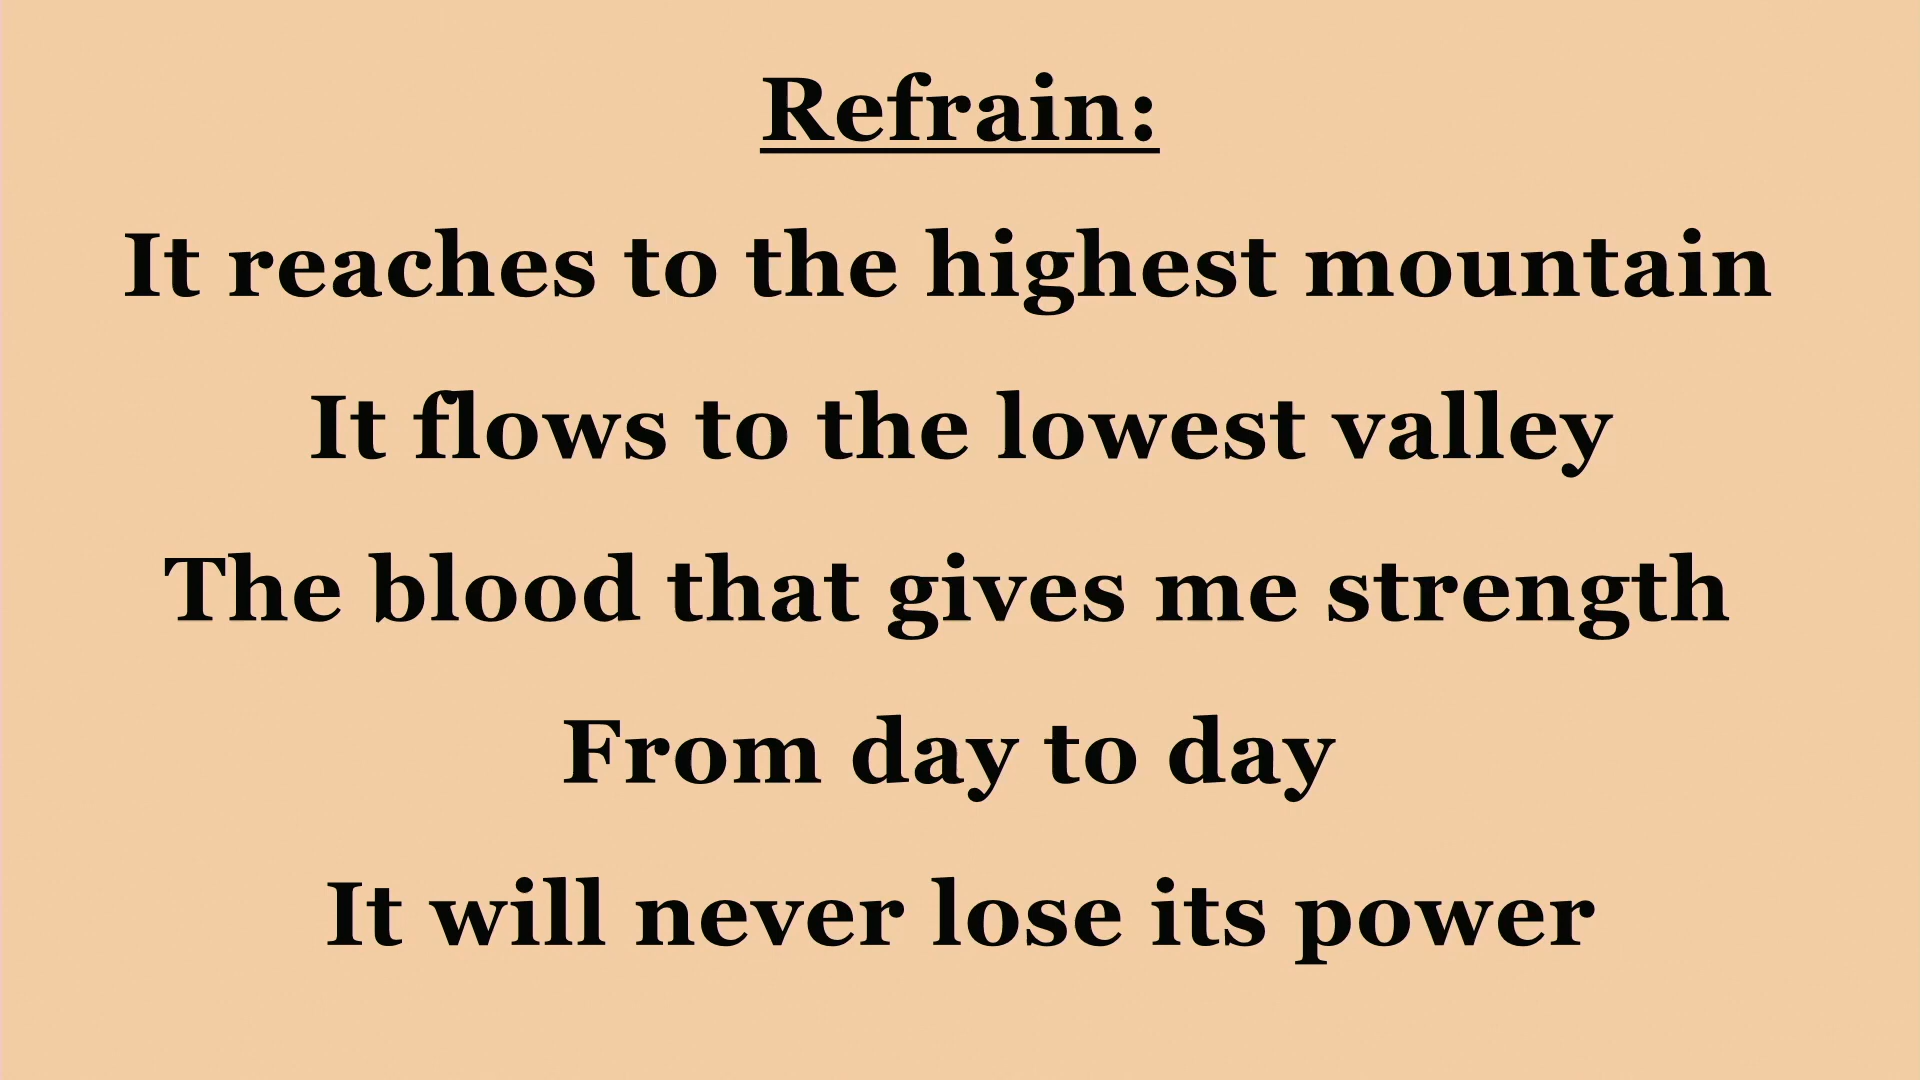 Refrain:
It reaches to the highest mountain
It flows to the lowest valley
The blood that gives me strength
From day to day
It will never lose its power